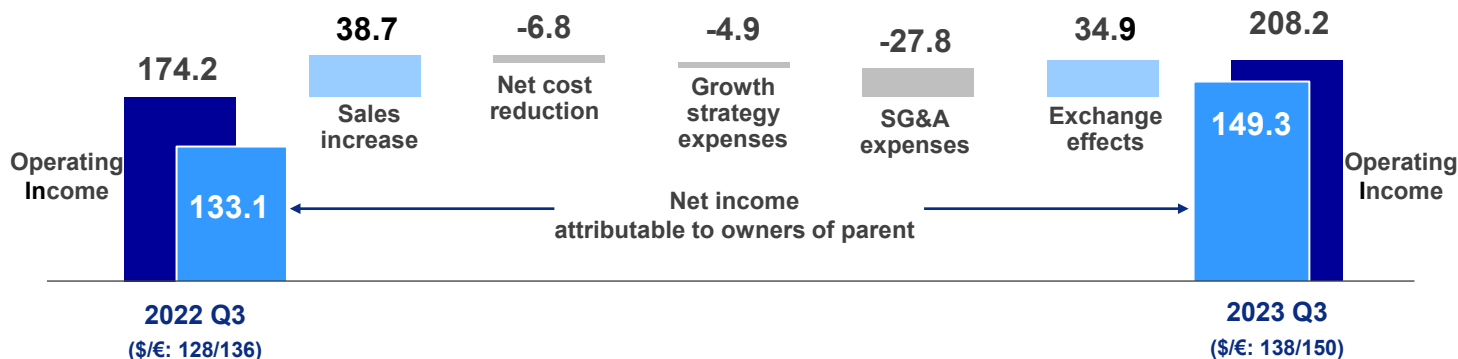 174.2
Operating
Income
133.1
2022 Q3
($/€: 128/136)
38.7
Sales
increase
-6.8
Net cost
reduction
-4.9
Growth
strategy
expenses
-27.8
SG&A
expenses
34.9
Exchange
effects
Net income
attributable to owners of parent
208.2
149.3
Operating
Income
2023 Q3
($/€: 138/150)